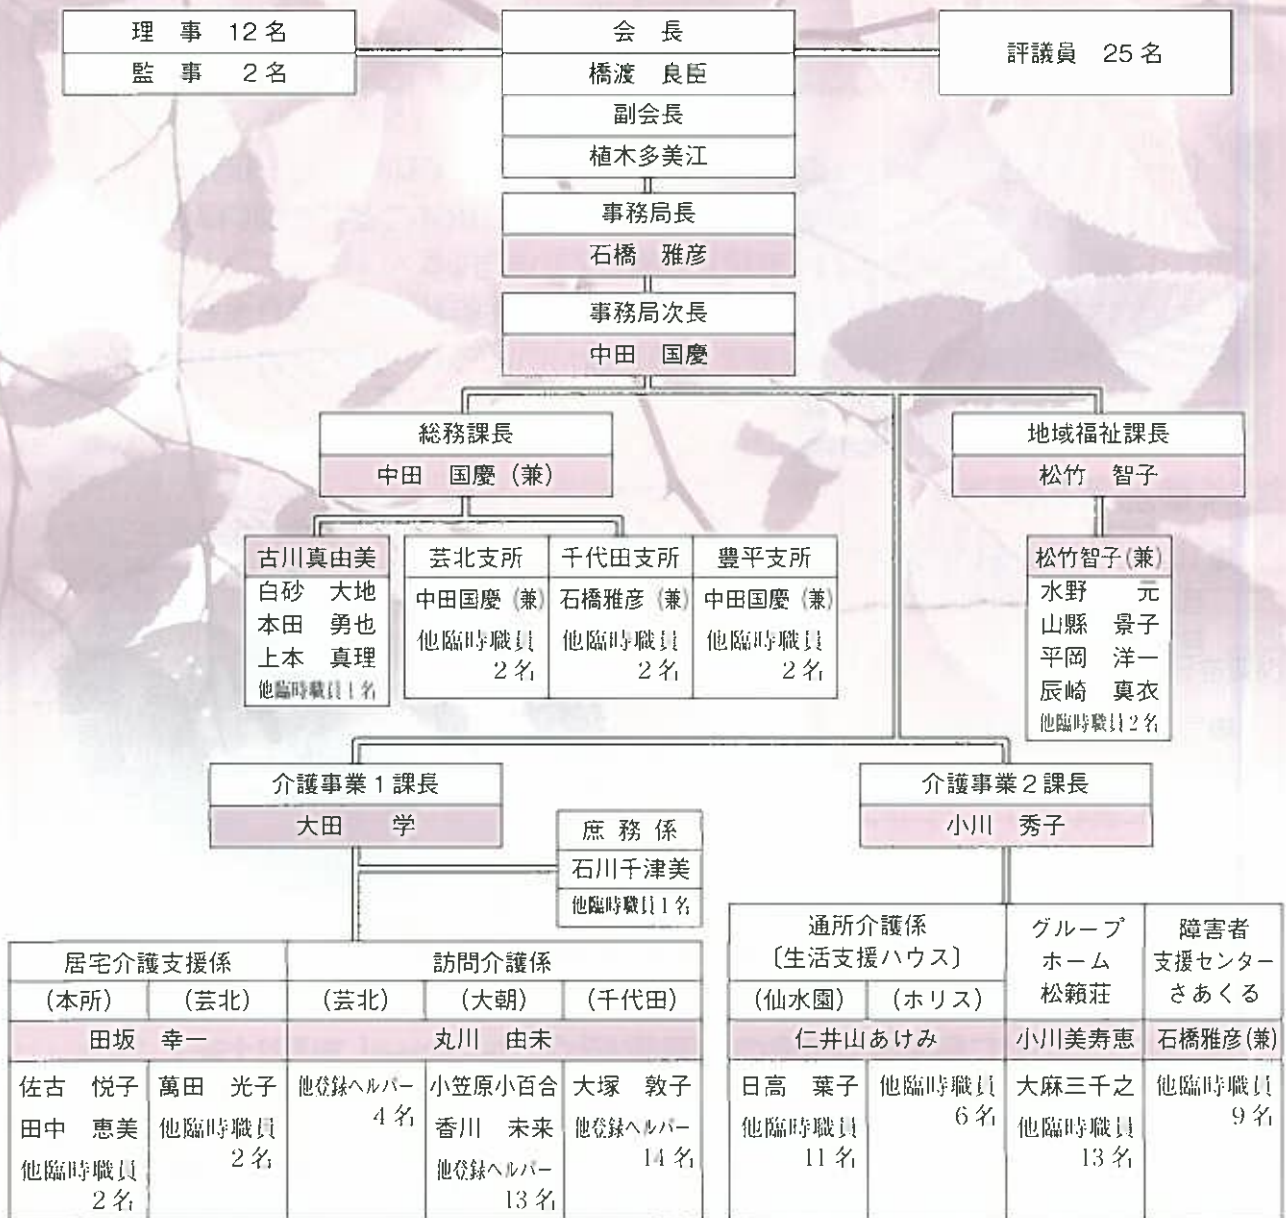 理　事　12名
監　事　2名
会　長
橋渡　良臣
副会長
植木多美江
評議員　25名
事務局長
石橋　雅彦
事務局次長
中田　国慶
総務課長
中田　国慶（兼）
地域福祉課長
松竹　智子
古川真由美
白砂　大地
本田　勇也
上本　真理
他臨時職員1名
芸北支所
中田国慶（兼）
他臨時職員
2名
千代田支所
石橋雅彦（兼）
他臨時職員
2名
豊平支所
中田国慶（兼）
他臨時職員
2名
松竹智子(兼)
水野　元
山縣　景子
平岡　洋一
辰崎　真衣
他臨時職員2名
介護事業1課長
大田　学
庶務係
石川千津美
他臨時職員1名
介護事業2課長
小川　秀子
居宅介護支援係
（本所）
（芸北）
田坂　幸一
佐古　悦子
田中　恵美
他臨時職員
2名
萬田　光子
他臨時職員
2名
訪問介護係
（芸北）
（大朝）
（千代田）
丸川　由未
他登録ヘルパー
4名
小笠原小百合
香川　未来
他登録ヘルパー
13名
大塚　敦子
他登録ヘルパー
14名
通所介護係
〔生活支援ハウス〕
（仙水園）
（ホリス）
仁井山あけみ
日高　葉子
他臨時職員
11名
他臨時職員
6名
グループ
ホーム
松籟荘
小川美寿恵
大麻三千之
他臨時職員
13名
障害者
支援センター
さあくる
石橋雅彦(兼)
他臨時職員
9名